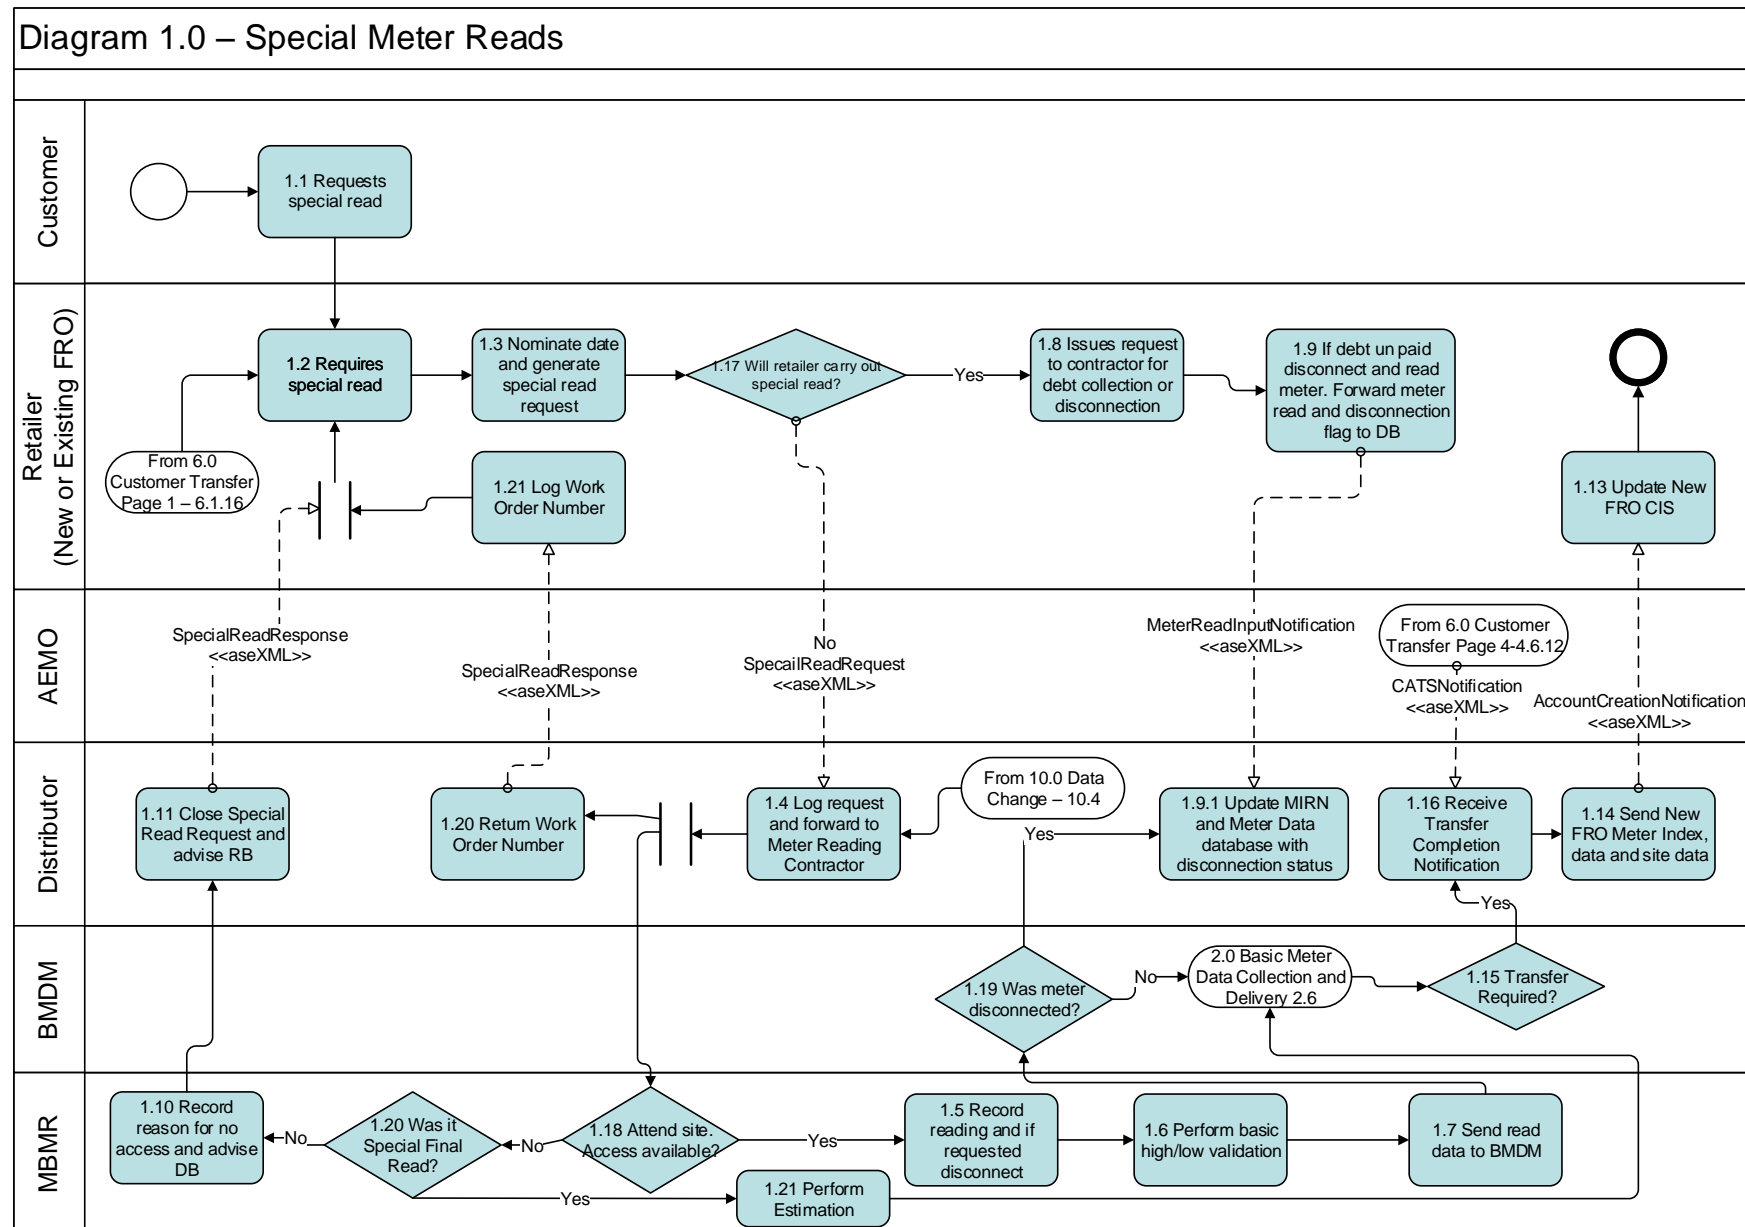 Diagram 1.0 – Special Meter Reads
Customer
1.1 Requests
special read
Retailer
(New or Existing FRO)
1.2 Requires
special read
1.3 Nominate date
and generate
special read
request
1.17 Will retailer carry out
special read?
Yes
1.8 Issues request
to contractor for
debt collection or
disconnection
1.9 If debt un paid
disconnect and read
meter. Forward meter
read and disconnection
flag to DB
From 6.0
Customer Transfer
Page 1 – 6.1.16
1.21 Log Work
Order Number
1.13 Update New
FRO CIS
AEMO
SpecialReadResponse
<<aseXML>>
SpecialReadResponse
<<aseXML>>
No
SpecailReadRequest
<<aseXML>>
MeterReadInputNotification
<<aseXML>>
From 6.0 Customer
Transfer Page 4-4.6.12
CATSNotification
<<aseXML>>
AccountCreationNotification
<<aseXML>>
Distributor
1.11 Close Special
Read Request and
advise RB
1.20 Return Work
Order Number
1.4 Log request
and forward to
Meter Reading
Contractor
From 10.0 Data
Change – 10.4
Yes
1.9.1 Update MIRN
and Meter Data
database with
disconnection status
1.16 Receive
Transfer
Completion
Notification
1.14 Send New
FRO Meter Index,
data and site data
Yes
BMDM
1.19 Was meter
disconnected?
No
2.0 Basic Meter
Data Collection and
Delivery 2.6
1.15 Transfer
Required?
MBMR
1.10 Record
reason for no
access and advise
DB
No
1.20 Was it
Special Final
Read?
No
1.18 Attend site.
Access available?
Yes
1.5 Record
reading and if
requested
disconnect
1.6 Perform basic
high/low validation
1.7 Send read
data to BMDM
Yes
1.21 Perform
Estimation